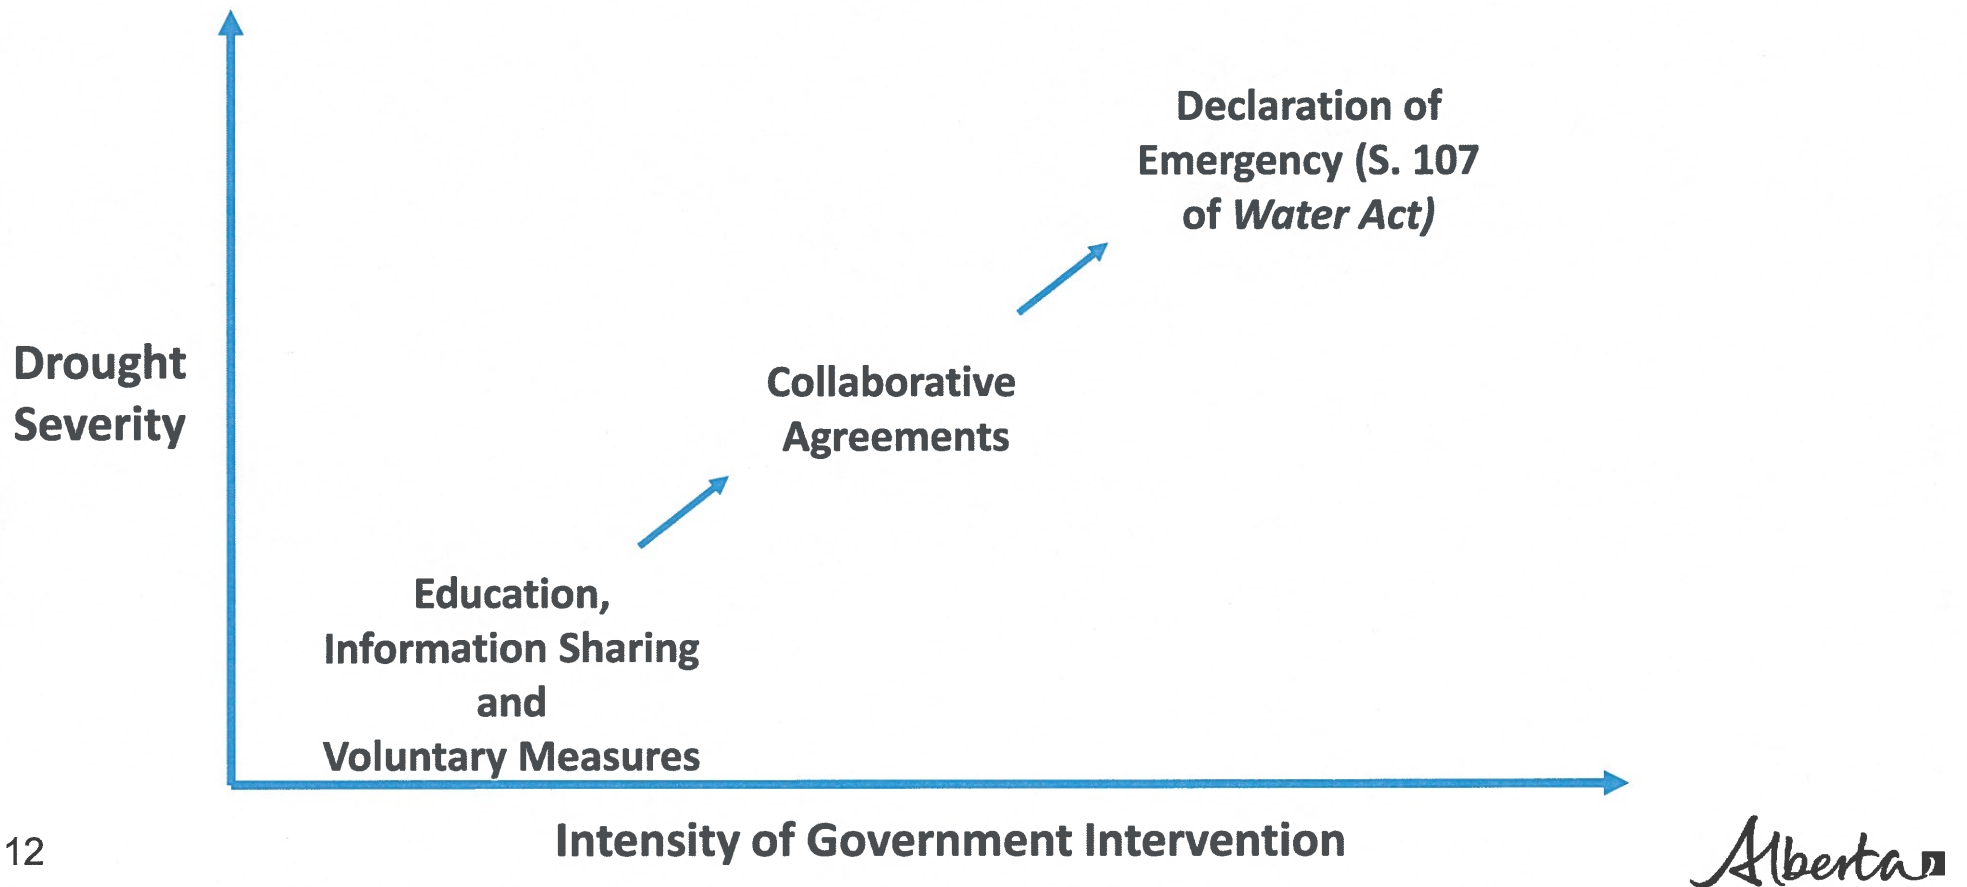 Declaration of
Emergency (S. 107
of Water Act)
Drought
Severity
Collaborative
Agreements
Education,
Information Sharing
and
Voluntary Measures
Intensity of Government Intervention
12
Alberta